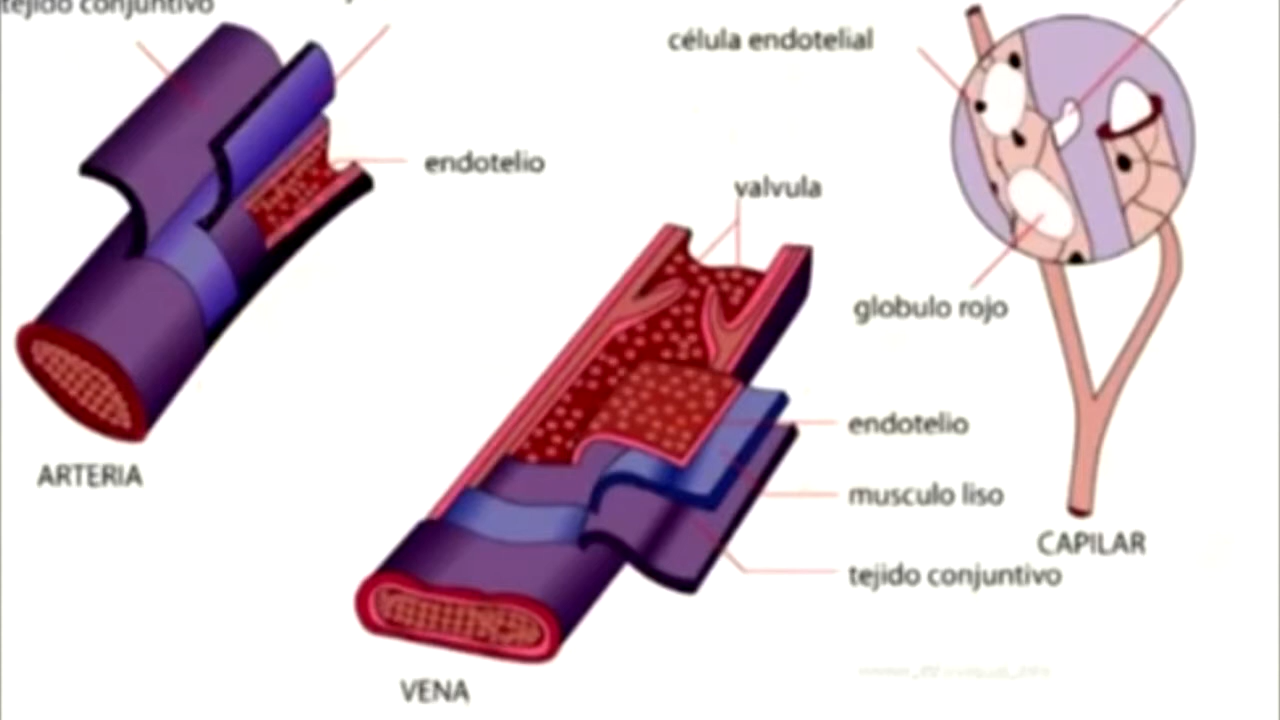 tejido conjuntivo
célula endotelial
endotelio
valvula
globulo rojo
endotelio
ARTERIA
musculo liso
CAPILAR
tejido conjuntivo
VENA